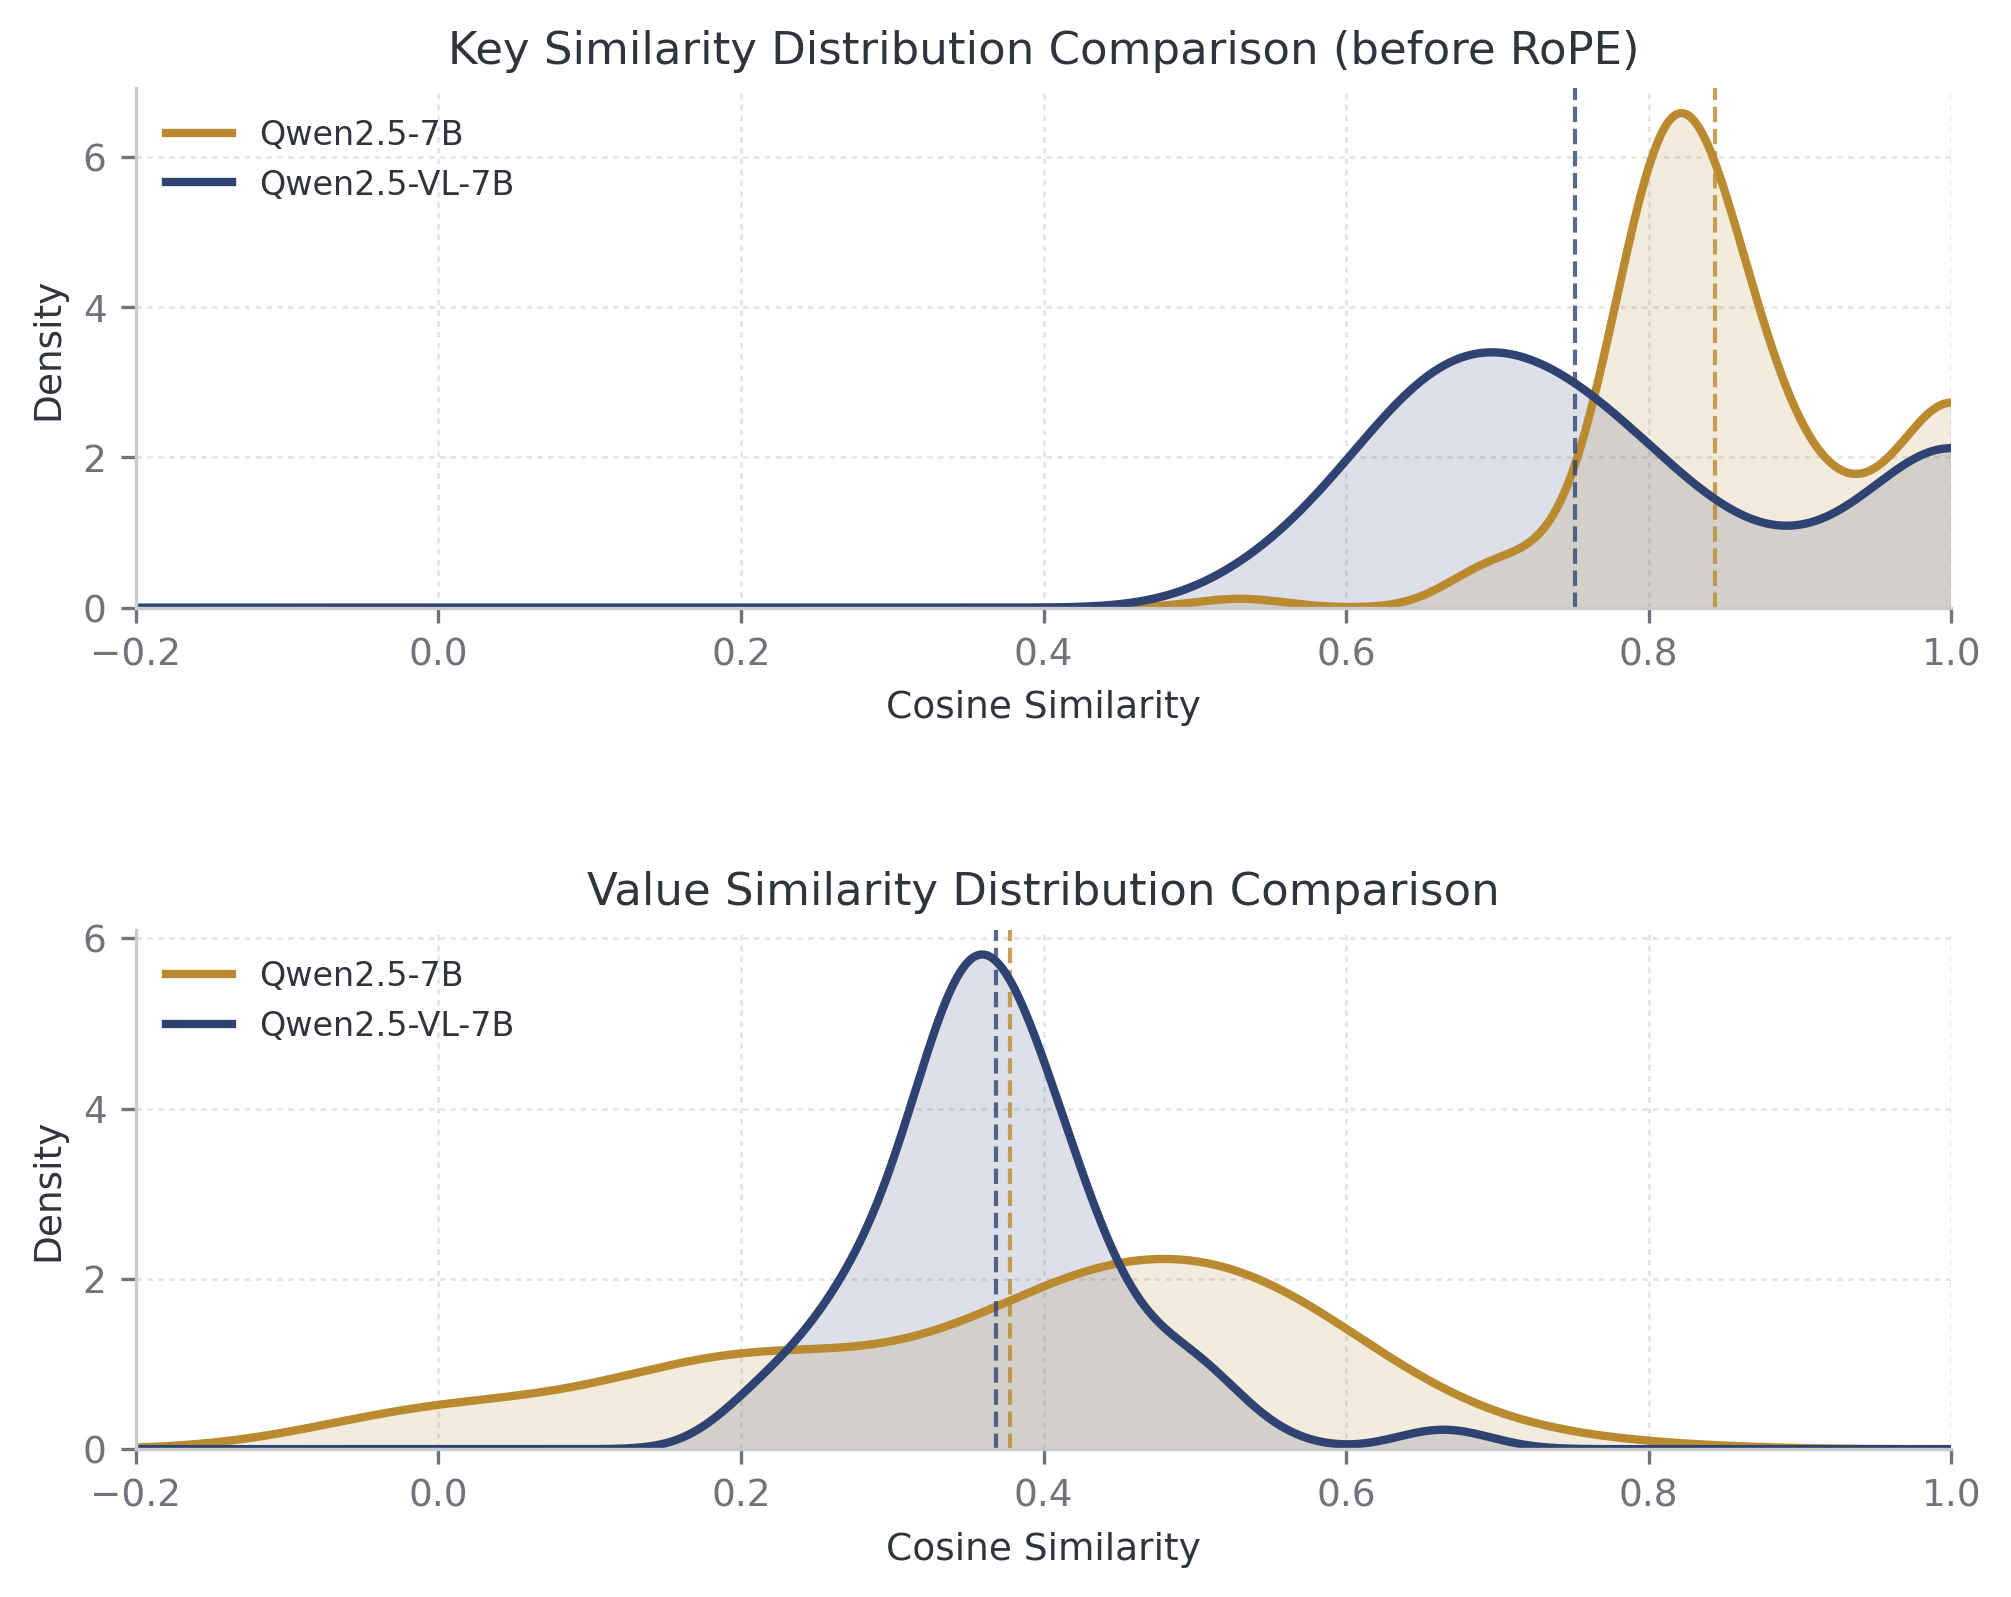 Key Similarity Distribution Comparison (before RoPE)
Qwen2.5-7B
Qwen2.5-VL-7B
Density
6
4
2
0
−0.2 0.0 0.2 0.4 0.6 0.8 1.0
Cosine Similarity
Value Similarity Distribution Comparison
Qwen2.5-7B
Qwen2.5-VL-7B
Density
6
4
2
0
−0.2 0.0 0.2 0.4 0.6 0.8 1.0
Cosine Similarity